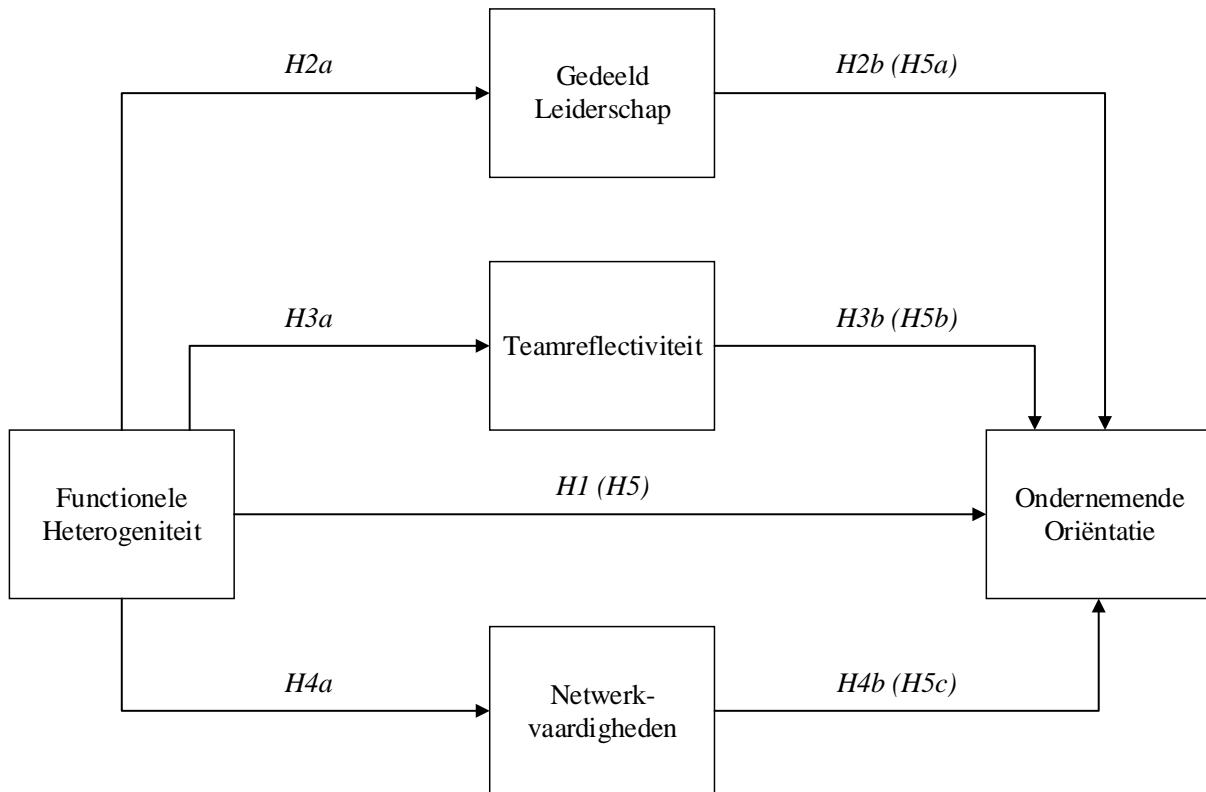 H2a
Gedeeld
Leiderschap
H2b (H5a)
H3a
Teamreflectiviteit
H3b (H5b)
Functionele
Heterogeniteit
H1 (H5)
Ondernemende
Oriëntatie
H4a
Netwerk-
vaardigheden
H4b (H5c)